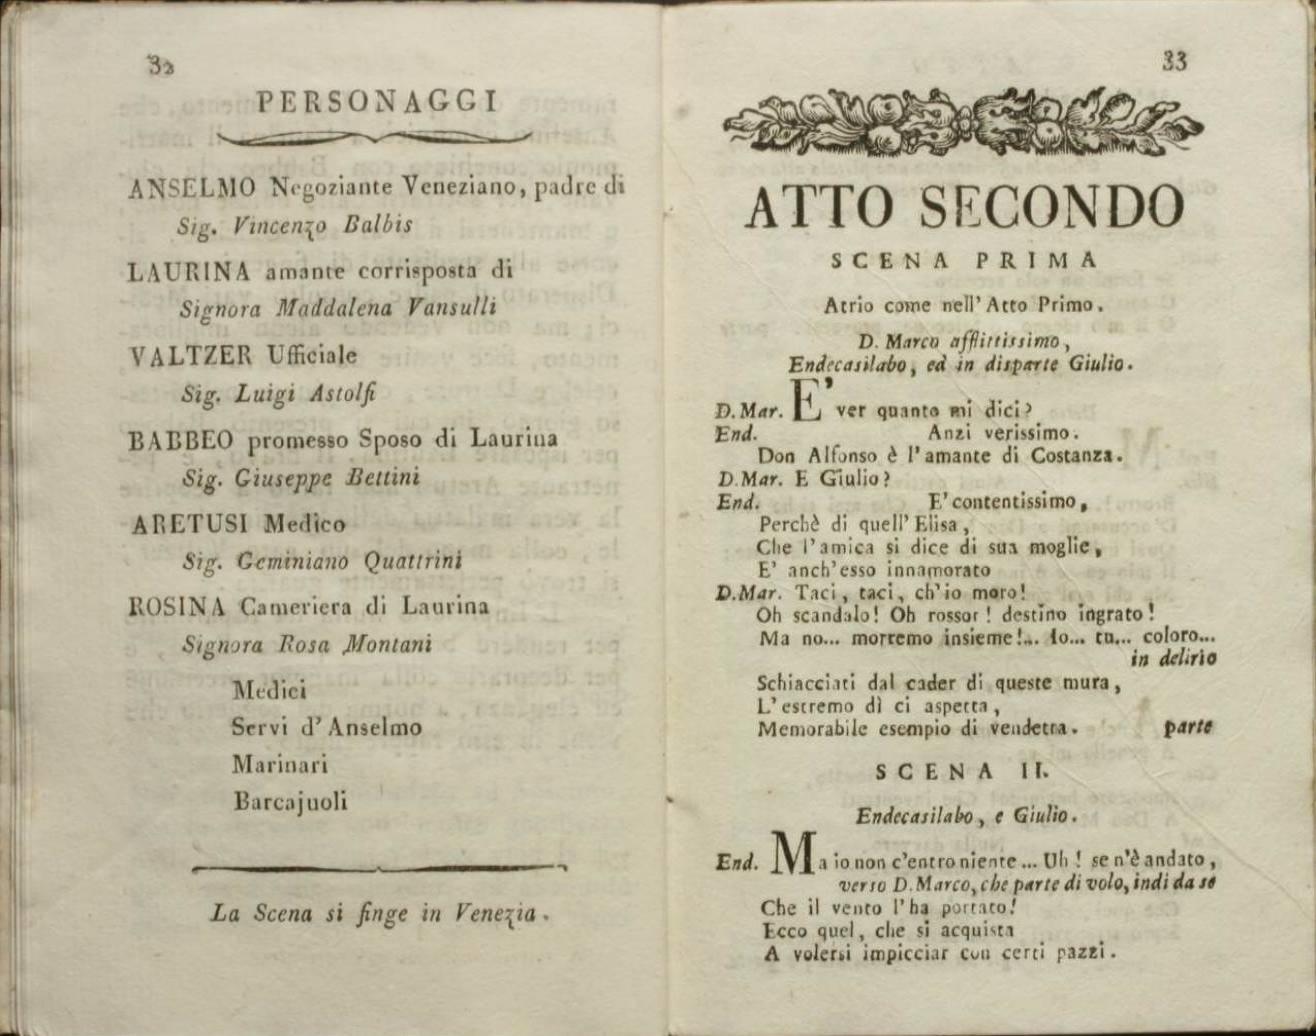 32
PERSONAGGI
ANSELMO Negoziante Veneziano, padre di
Sig. Vincenzo Balbis
LAURINA amante corrisposta di
Signora Maddalena Vansulli
VALTZER Ufficiale
Sig. Luigi Astolfi
BABBEO promesso Sposo di Laurina
Sig. Giuseppe Bettini
ARETUSI Medico
Sig. Geminiano Quattrini
ROSINA Cameriera di Laurina
Signora Rosa Montani
Medici
Servi d'Anselmo
Marinari
Barcajuoli
La Scena si finge in Venezia.
33
ATTO SECONDO
SCENA PRIMA
Atrio come nell'Atto Primo.
D. Marco afflittissimo,
Endecasilabo, ed in disparte Giulio.
D. Mar. E' ver quanto mi dici?
End. Anzi verissimo.
Don Alfonso è l'amante di Costanza.
D. Mar. E Giulio?
End. E' contentissimo,
Perchè di quell'Elisa,
Che l'amica si dice di sua moglie,
E' anch'esso innamorato
D. Mar. Taci, taci, ch'io moro!
Oh scandalo! Oh rossor! destino ingrato!
Ma no... morremo insieme!... Io... tu... coloro...
in delirio
Schiacciati dal cader di queste mura,
L'estremo dì ci aspetta,
Memorabile esempio di vendetta. parte
SCENA II.
Endecasilabo, e Giulio.
End. Ma io non c'entro niente... Uh! se n'è andato,
verso D. Marco, che parte di volo, indi da se
Che il vento l'ha portato!
Ecco quel, che si acquista
A volersi impicciar con certi pazzi.